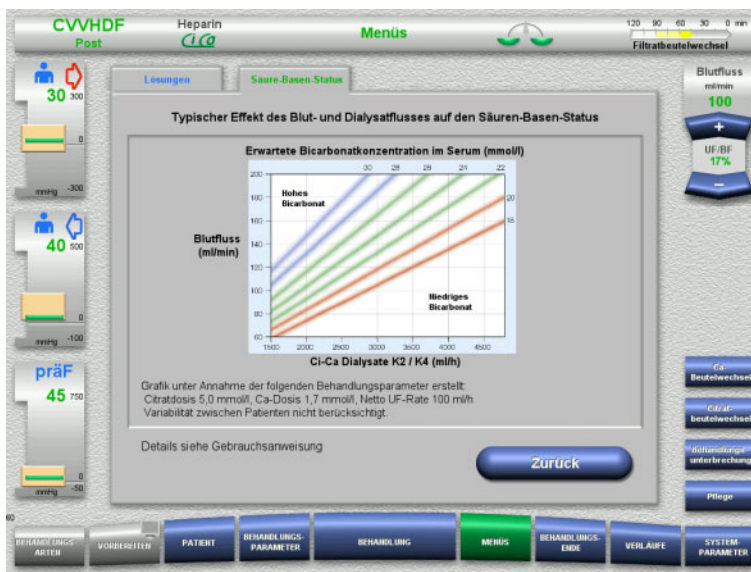 CVVHDF
Post
Heparin
CiCa
Menüs
120 90 60 30 0 min
Filtratbeutelwechsel
30
300
0
mmHg -300
40
500
0
mmHg -100
präF
45
750
0
mmHg -50
Lösungen
Säure-Basen-Status
Typischer Effekt des Blut- und Dialysatflusses auf den Säuren-Basen-Status
Erwartete Bicarbonatkonzentration im Serum (mmol/l)
30 28 26 24 22
200
180
160
140
120
100
80
60
Hohes
Bicarbonat
20
16
Blutfluss
(ml/min)
Niedriges
Bicarbonat
1500 2000 2500 3000 3500 4000 4500
Ci-Ca Dialysate K2 / K4 (ml/h)
Grafik unter Annahme der folgenden Behandlungsparameter erstellt:
Citratdosis 5,0 mmol/l, Ca-Dosis 1,7 mmol/l, Netto UF-Rate 100 ml/h
Variabilität zwischen Patienten nicht berücksichtigt.
Details siehe Gebrauchsanweisung
Zurück
Blutfluss
ml/min
100
+
UF/BF
17%
−
Ca-
Beutelwechsel
Citrat-
beutelwechsel
Behandlungs-
unterbrechung
Pflege
60
BEHANDLUNGS-
ARTEN
VORBEREITEN
PATIENT
BEHANDLUNGS-
PARAMETER
BEHANDLUNG
MENÜS
BEHANDLUNGS-
ENDE
VERLÄUFE
SYSTEM-
PARAMETER